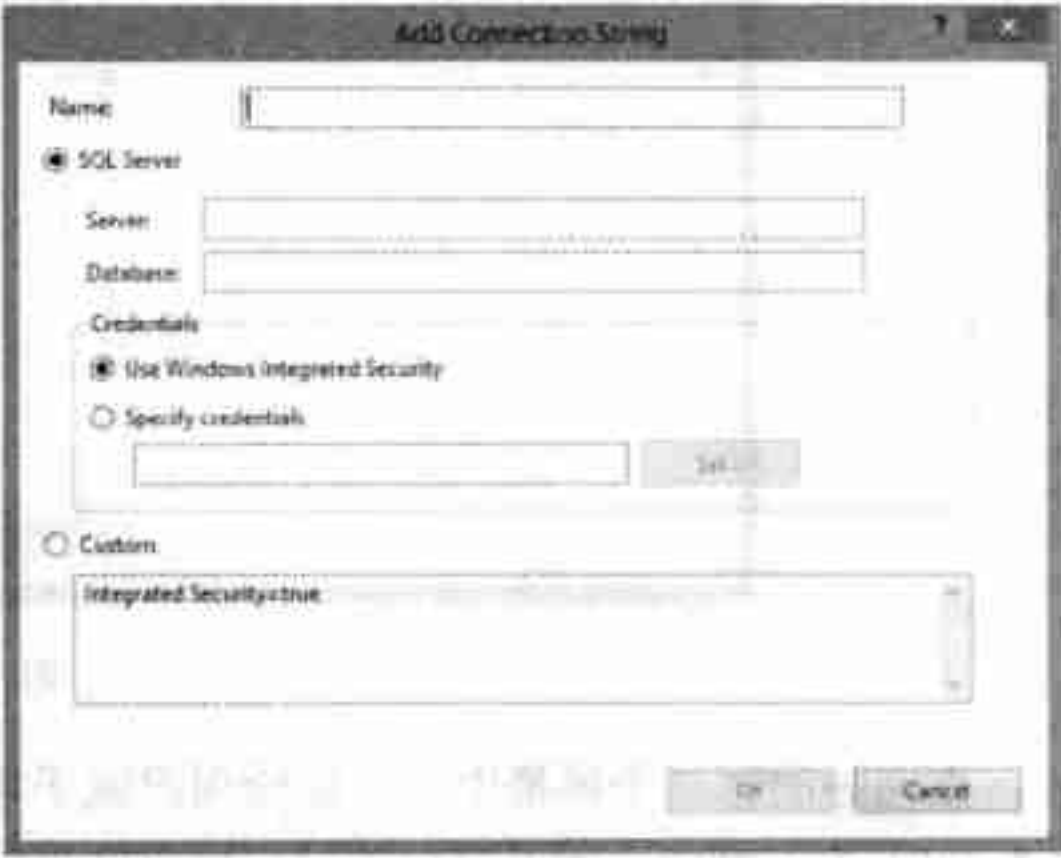 Add Connection String ?
Name:
SQL Server
Server:
Database:
Credentials
Use Windows Integrated Security
Specify credentials
Set...
Custom
Integrated Security=true
OK Cancel